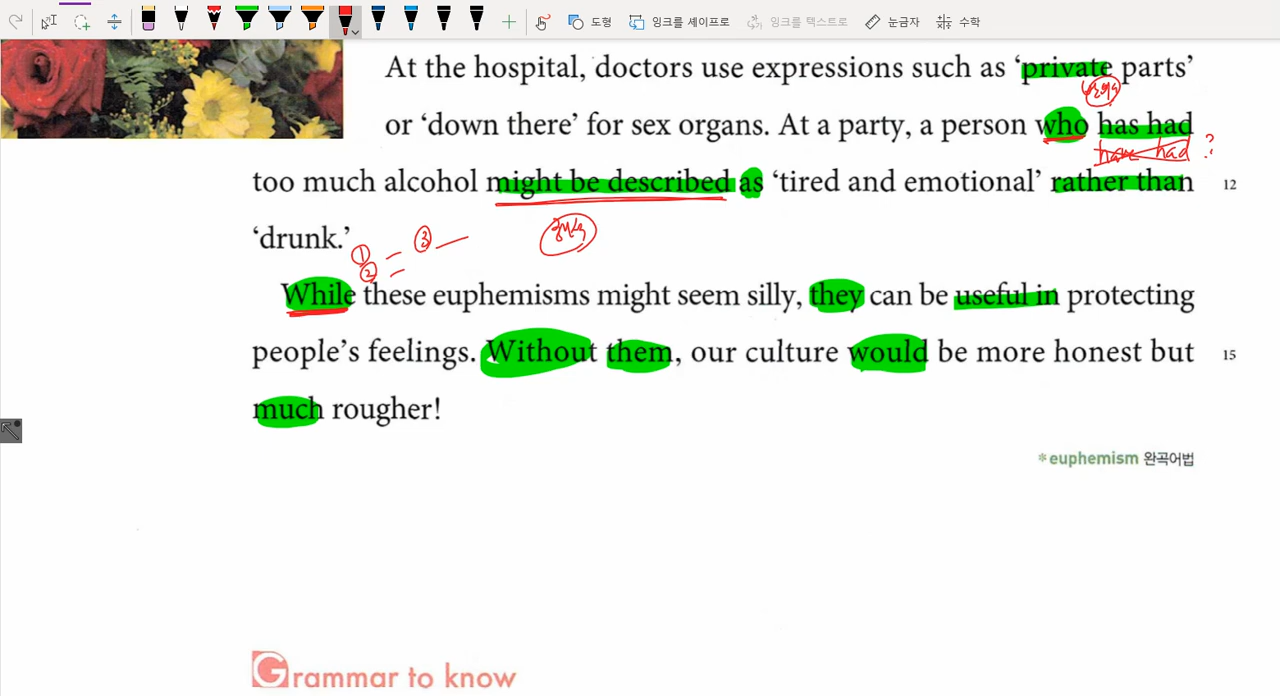 도형 잉크를 셰이프로 잉크를 텍스트로 눈금자 수학
At the hospital, doctors use expressions such as ‘private parts’
or ‘down there’ for sex organs. At a party, a person who has had
have had ?
too much alcohol might be described as ‘tired and emotional’ rather than 12
‘drunk.’
① ② ③
While these euphemisms might seem silly, they can be useful in protecting
people’s feelings. Without them, our culture would be more honest but 15
much rougher!
*euphemism 완곡어법
Grammar to know